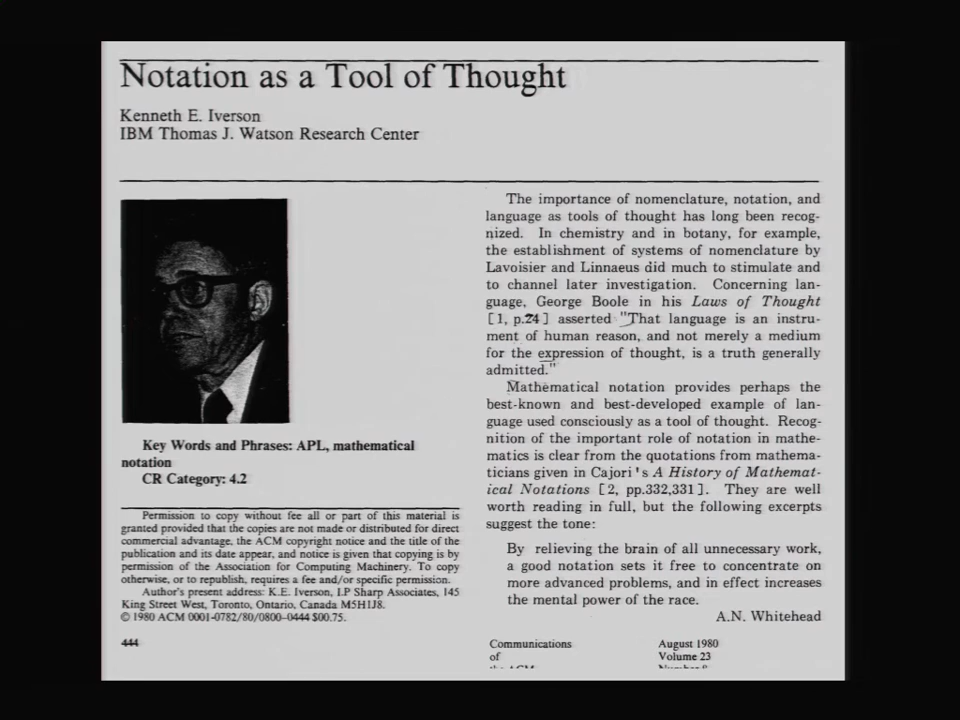 Notation as a Tool of Thought
Kenneth E. Iverson
IBM Thomas J. Watson Research Center
Key Words and Phrases: APL, mathematical
notation
CR Category: 4.2
Permission to copy without fee all or part of this material is
granted provided that the copies are not made or distributed for direct
commercial advantage, the ACM copyright notice and the title of the
publication and its date appear, and notice is given that copying is by
permission of the Association for Computing Machinery. To copy
otherwise, or to republish, requires a fee and/or specific permission.
Author's present address: K.E. Iverson, I.P Sharp Associates, 145
King Street West, Toronto, Ontario, Canada M5H1J8.
© 1980 ACM 0001-0782/80/0800-0444 $00.75.
444
The importance of nomenclature, notation, and
language as tools of thought has long been recog-
nized. In chemistry and in botany, for example,
the establishment of systems of nomenclature by
Lavoisier and Linnaeus did much to stimulate and
to channel later investigation. Concerning lan-
guage, George Boole in his Laws of Thought
[1, p.24] asserted "That language is an instru-
ment of human reason, and not merely a medium
for the expression of thought, is a truth generally
admitted."
Mathematical notation provides perhaps the
best-known and best-developed example of lan-
guage used consciously as a tool of thought. Recog-
nition of the important role of notation in mathe-
matics is clear from the quotations from mathema-
ticians given in Cajori's A History of Mathemat-
ical Notations [2, pp.332,331]. They are well
worth reading in full, but the following excerpts
suggest the tone:
By relieving the brain of all unnecessary work,
a good notation sets it free to concentrate on
more advanced problems, and in effect increases
the mental power of the race.
A.N. Whitehead
Communications
of
August 1980
Volume 23